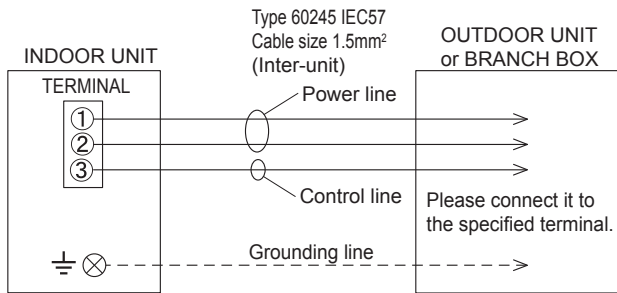 Type 60245 IEC57
Cable size 1.5mm²
(Inter-unit)
INDOOR UNIT
OUTDOOR UNIT
or BRANCH BOX
TERMINAL
Power line
1
2
3
Control line
Please connect it to
the specified terminal.
Grounding line